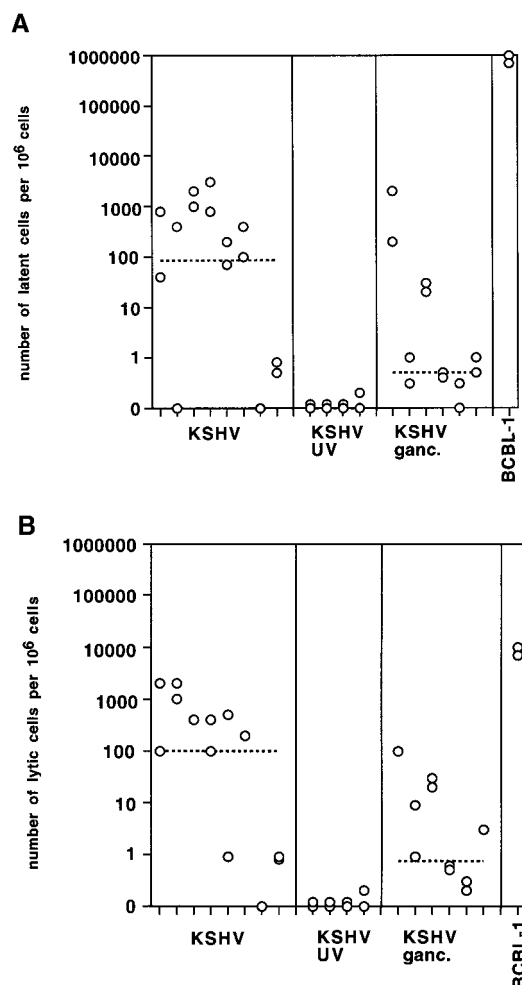 A
number of latent cells per 10⁶ cells
1000000
100000
10000
1000
100
10
1
0
KSHV
KSHV
UV
KSHV
ganc.
BCBL-1
B
number of lytic cells per 10⁶ cells
1000000
100000
10000
1000
100
10
1
0
KSHV
KSHV
UV
KSHV
ganc.
BCBL-1